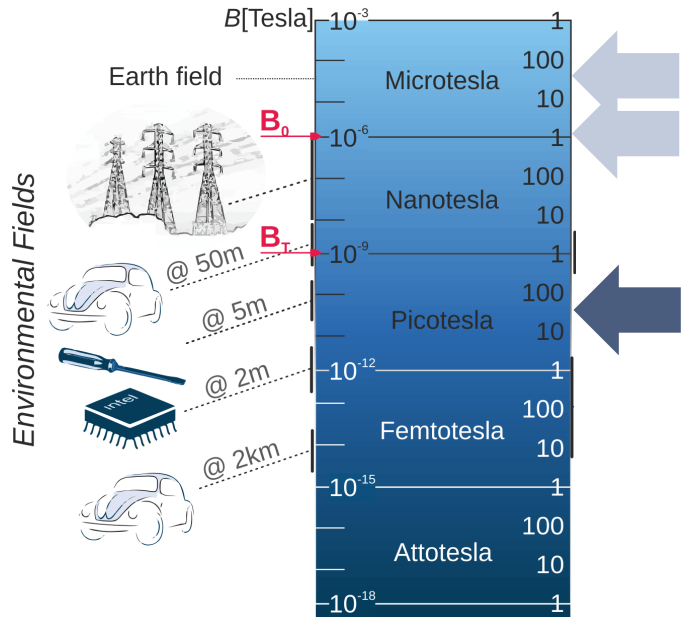 B[Tesla]
10⁻³
1
Earth field
Microtesla
100
10
B₀
10⁻⁶
1
Nanotesla
100
10
B_T
10⁻⁹
1
@ 50m
Picotesla
100
10
@ 5m
10⁻¹²
1
@ 2m
intel
Femtotesla
100
10
@ 2km
10⁻¹⁵
1
Attotesla
100
10
10⁻¹⁸
1
Environmental Fields